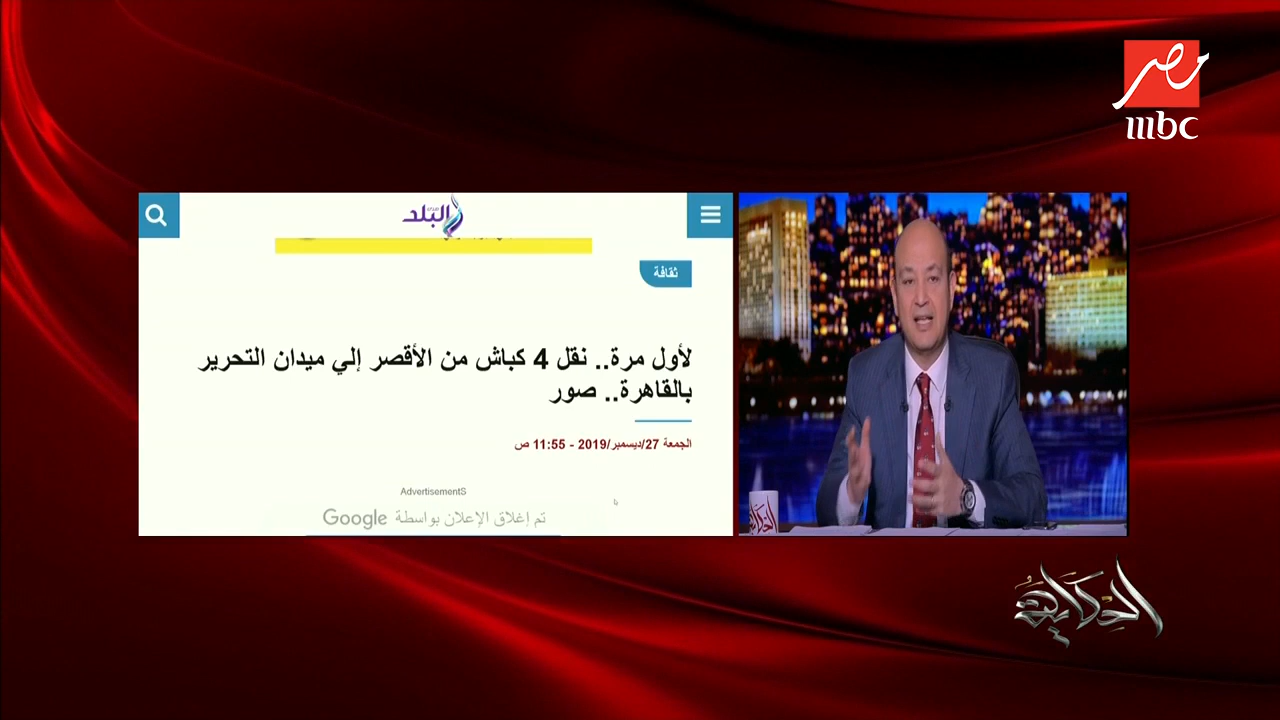 مصر
mbc
البلد
ثقافة
لأول مرة.. نقل 4 كباش من الأقصر إلي ميدان التحرير
بالقاهرة.. صور
الجمعة 27/ديسمبر/2019 - 11:55 ص
AdvertisementS
تم إغلاق الإعلان بواسطة Google
الحكاية
الحكاية